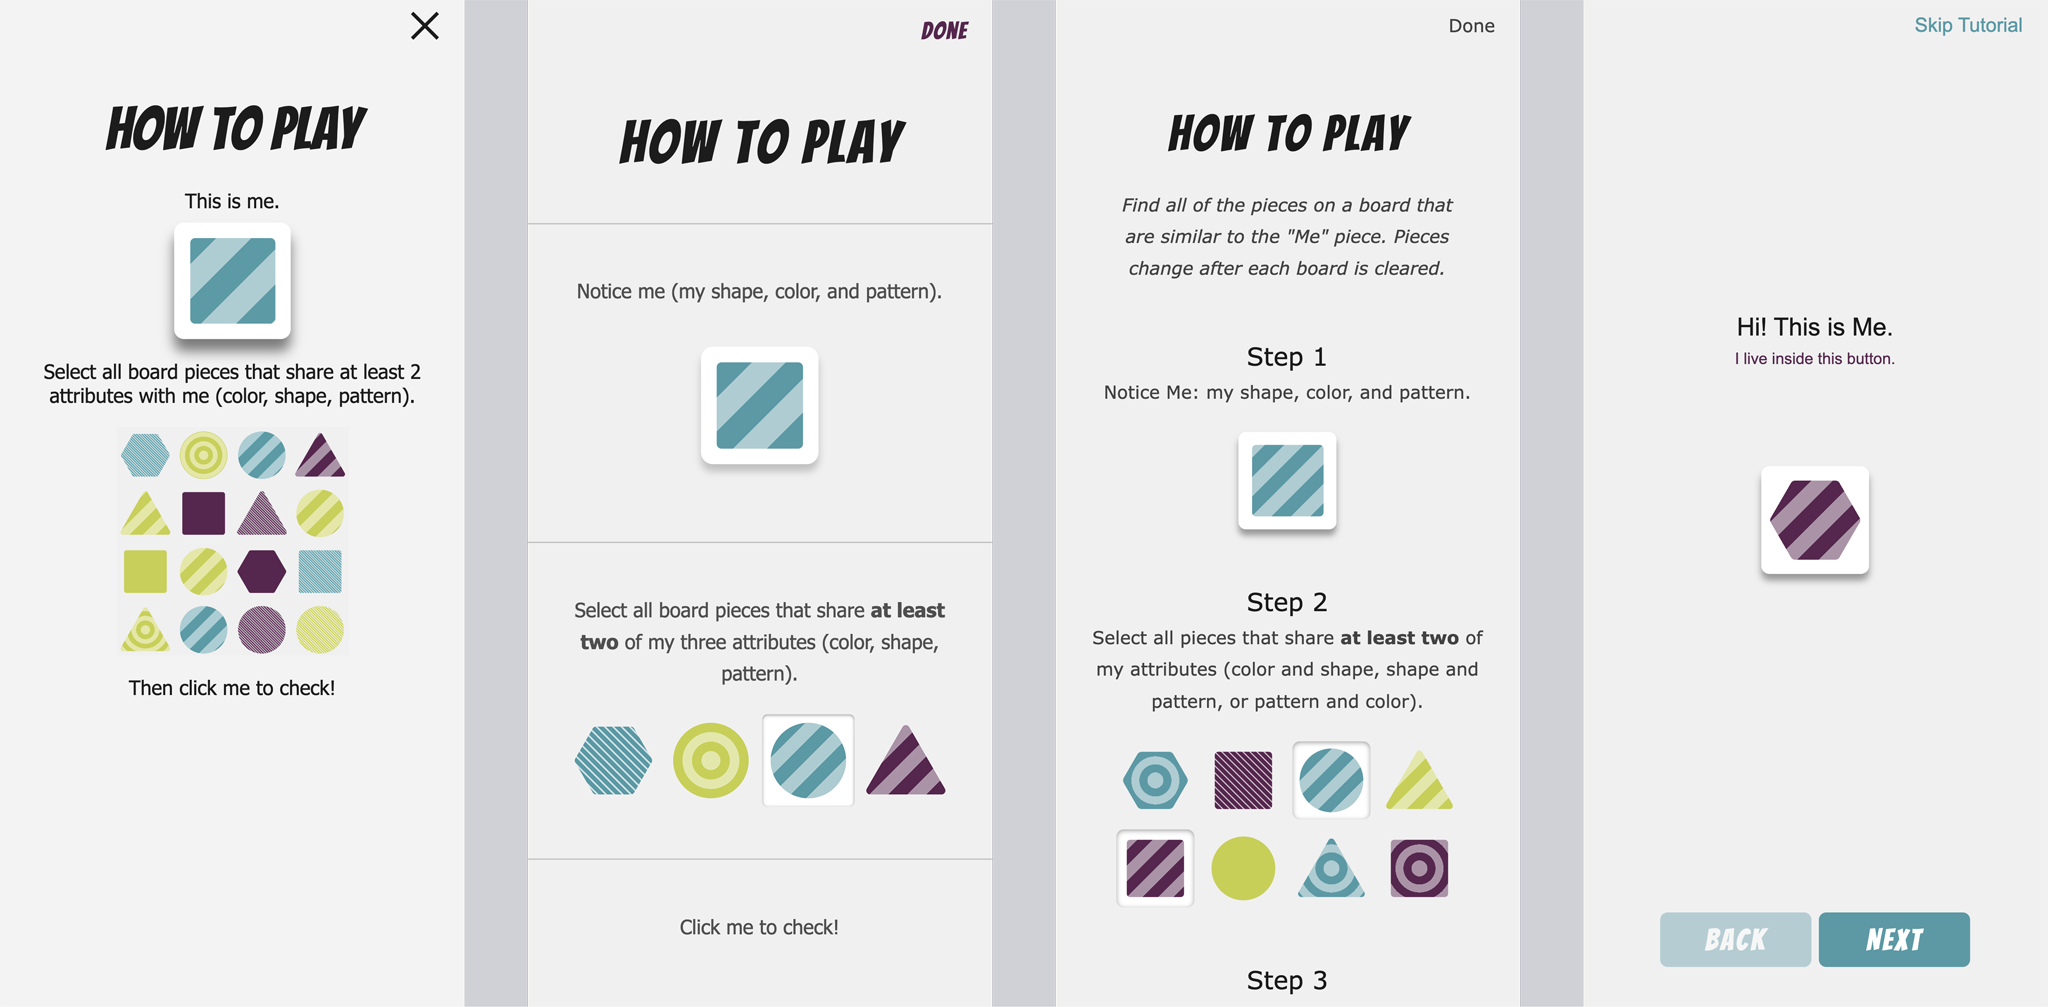 HOW TO PLAY
This is me.
Select all board pieces that share at least 2
attributes with me (color, shape, pattern).
Then click me to check!
DONE
HOW TO PLAY
Notice me (my shape, color, and pattern).
Select all board pieces that share at least
two of my three attributes (color, shape,
pattern).
Click me to check!
Done
HOW TO PLAY
Find all of the pieces on a board that
are similar to the "Me" piece. Pieces
change after each board is cleared.
Step 1
Notice Me: my shape, color, and pattern.
Step 2
Select all pieces that share at least two of
my attributes (color and shape, shape and
pattern, or pattern and color).
Step 3
Skip Tutorial
Hi! This is Me.
I live inside this button.
BACK
NEXT